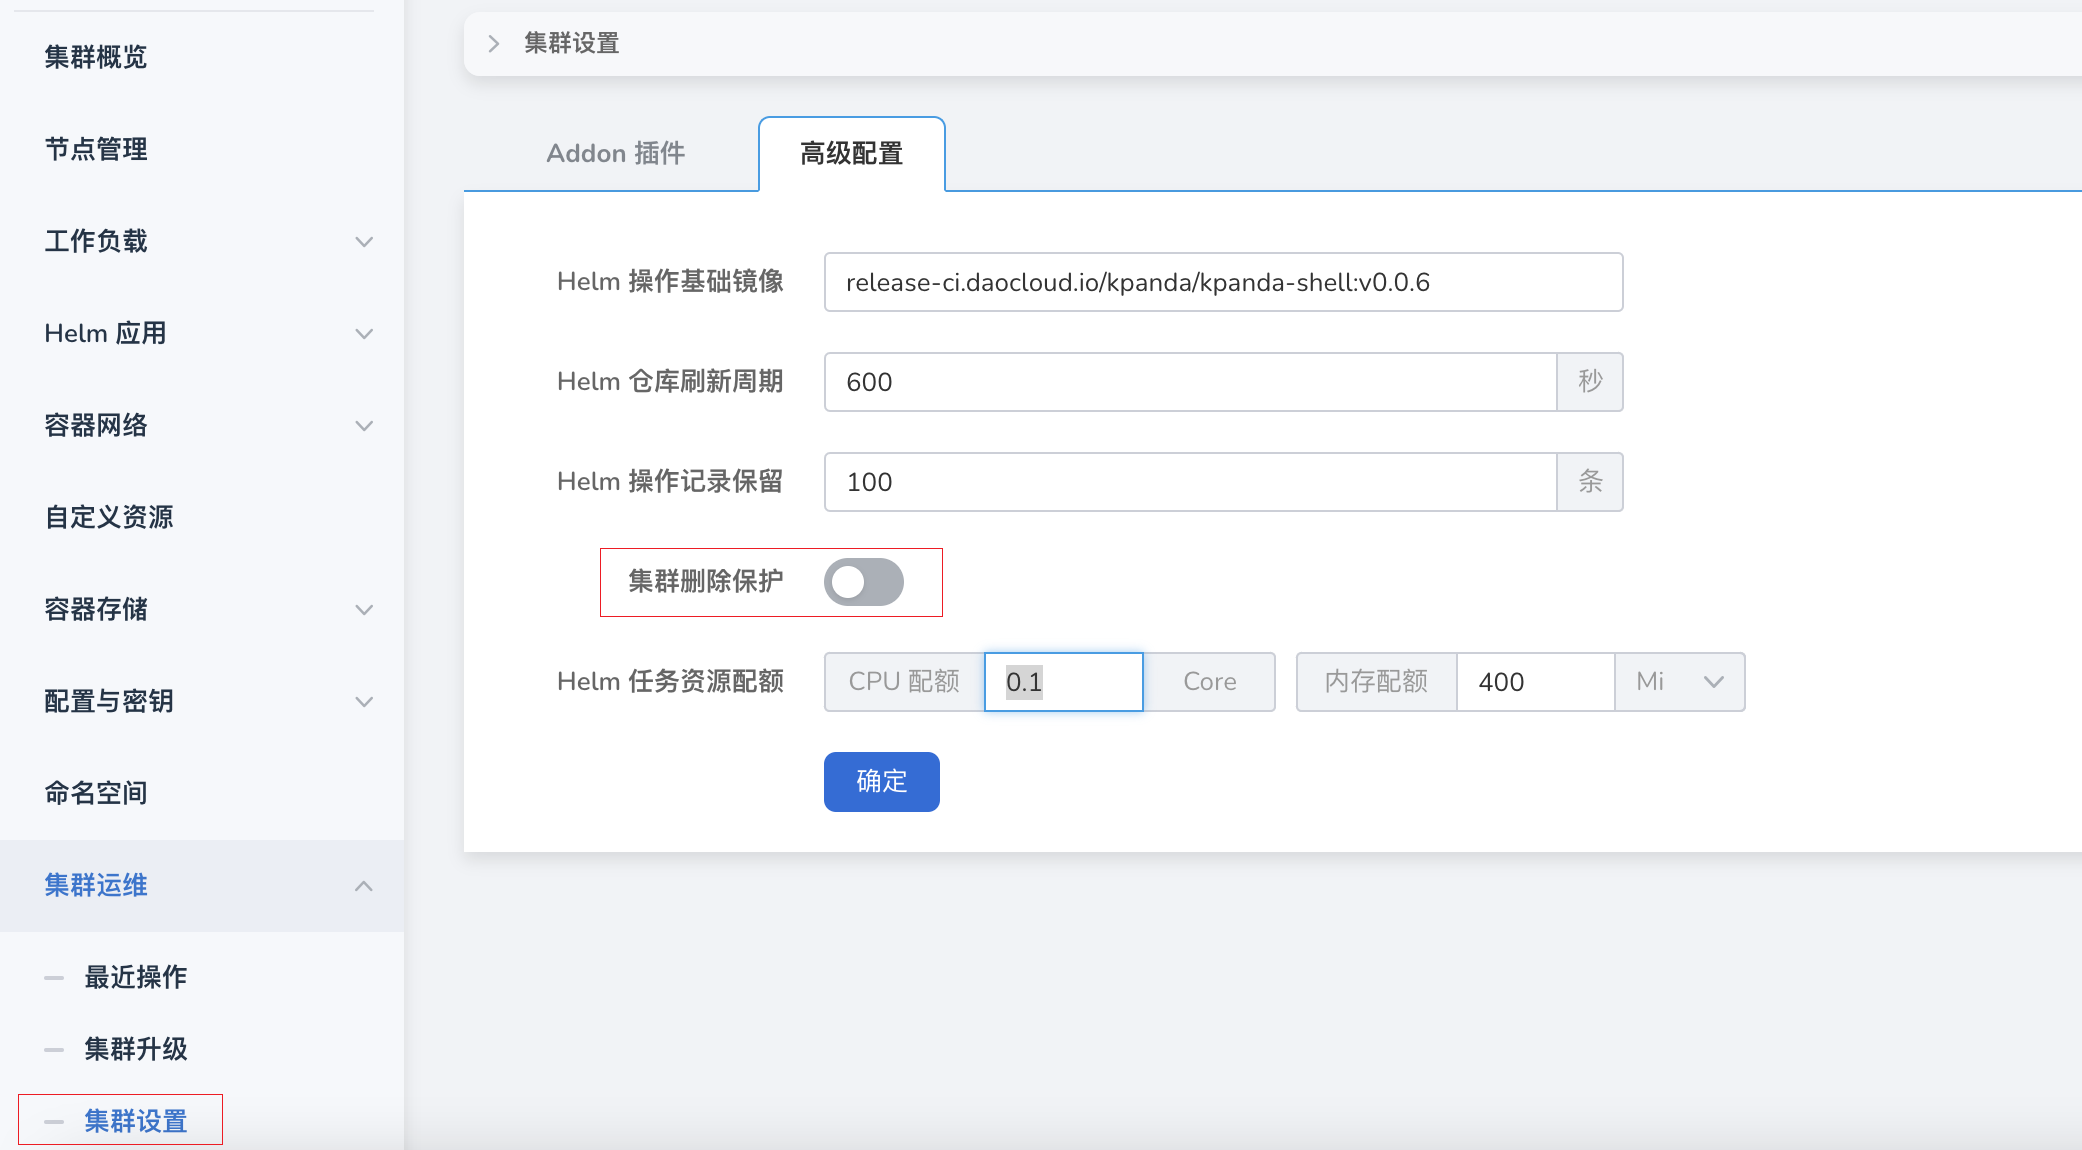 集群概览
节点管理
工作负载
Helm 应用
容器网络
自定义资源
容器存储
配置与密钥
命名空间
集群运维
最近操作
集群升级
集群设置
集群设置
Addon 插件
高级配置
Helm 操作基础镜像 release-ci.daocloud.io/kpanda/kpanda-shell:v0.0.6
Helm 仓库刷新周期 600 秒
Helm 操作记录保留 100 条
集群删除保护
Helm 任务资源配额 CPU 配额 0.1 Core 内存配额 400 Mi
确定